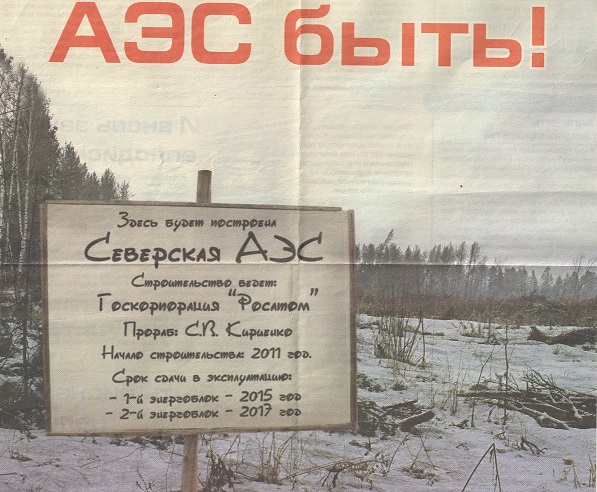 АЭС быть!
Здесь будет построена
Северская АЭС
Строительство ведет:
Госкорпорация "Росатом"
Прораб: С.В. Кириенко
Начало строительства: 2011 год.
Срок сдачи в эксплутацию:
- 1-й энергоблок - 2015 год
- 2-й энергоблок - 2017 год